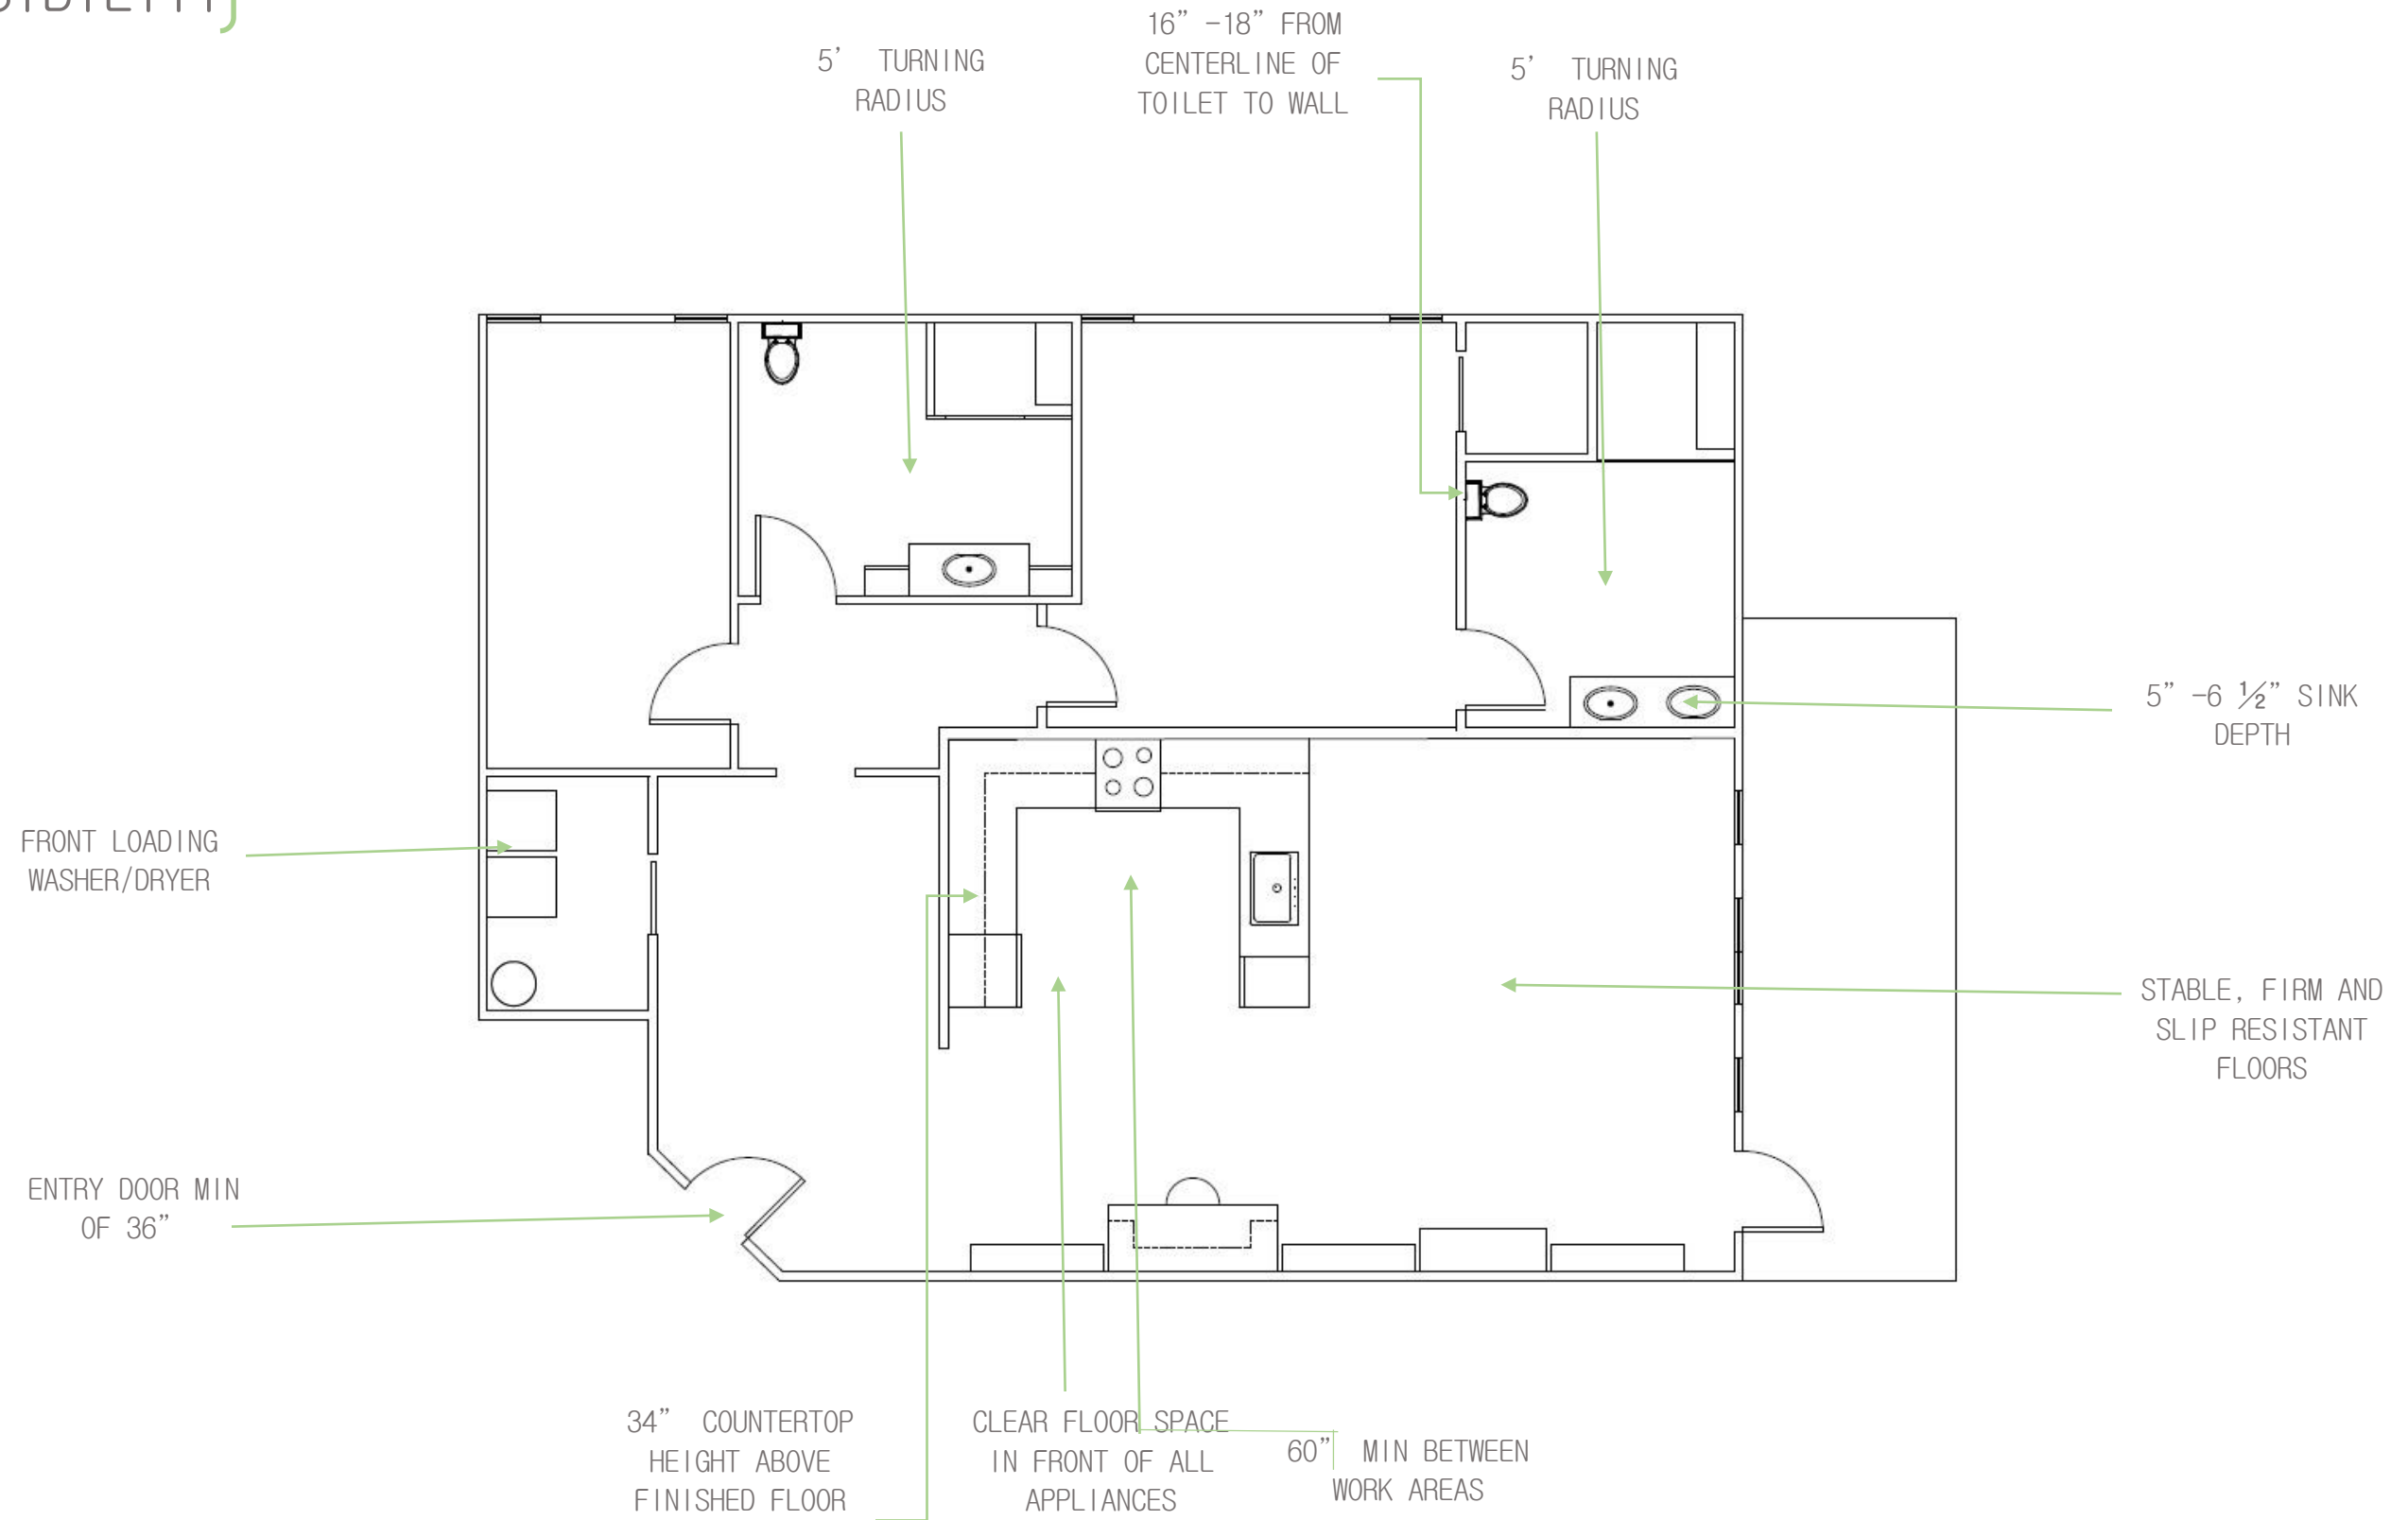 16” -18” FROM
CENTERLINE OF
TOILET TO WALL
5’ TURNING
RADIUS
5’ TURNING
RADIUS
5” -6 ½” SINK
DEPTH
FRONT LOADING
WASHER/DRYER
STABLE, FIRM AND
SLIP RESISTANT
FLOORS
ENTRY DOOR MIN
OF 36”
34” COUNTERTOP
HEIGHT ABOVE
FINISHED FLOOR
CLEAR FLOOR SPACE
IN FRONT OF ALL
APPLIANCES
60” MIN BETWEEN
WORK AREAS